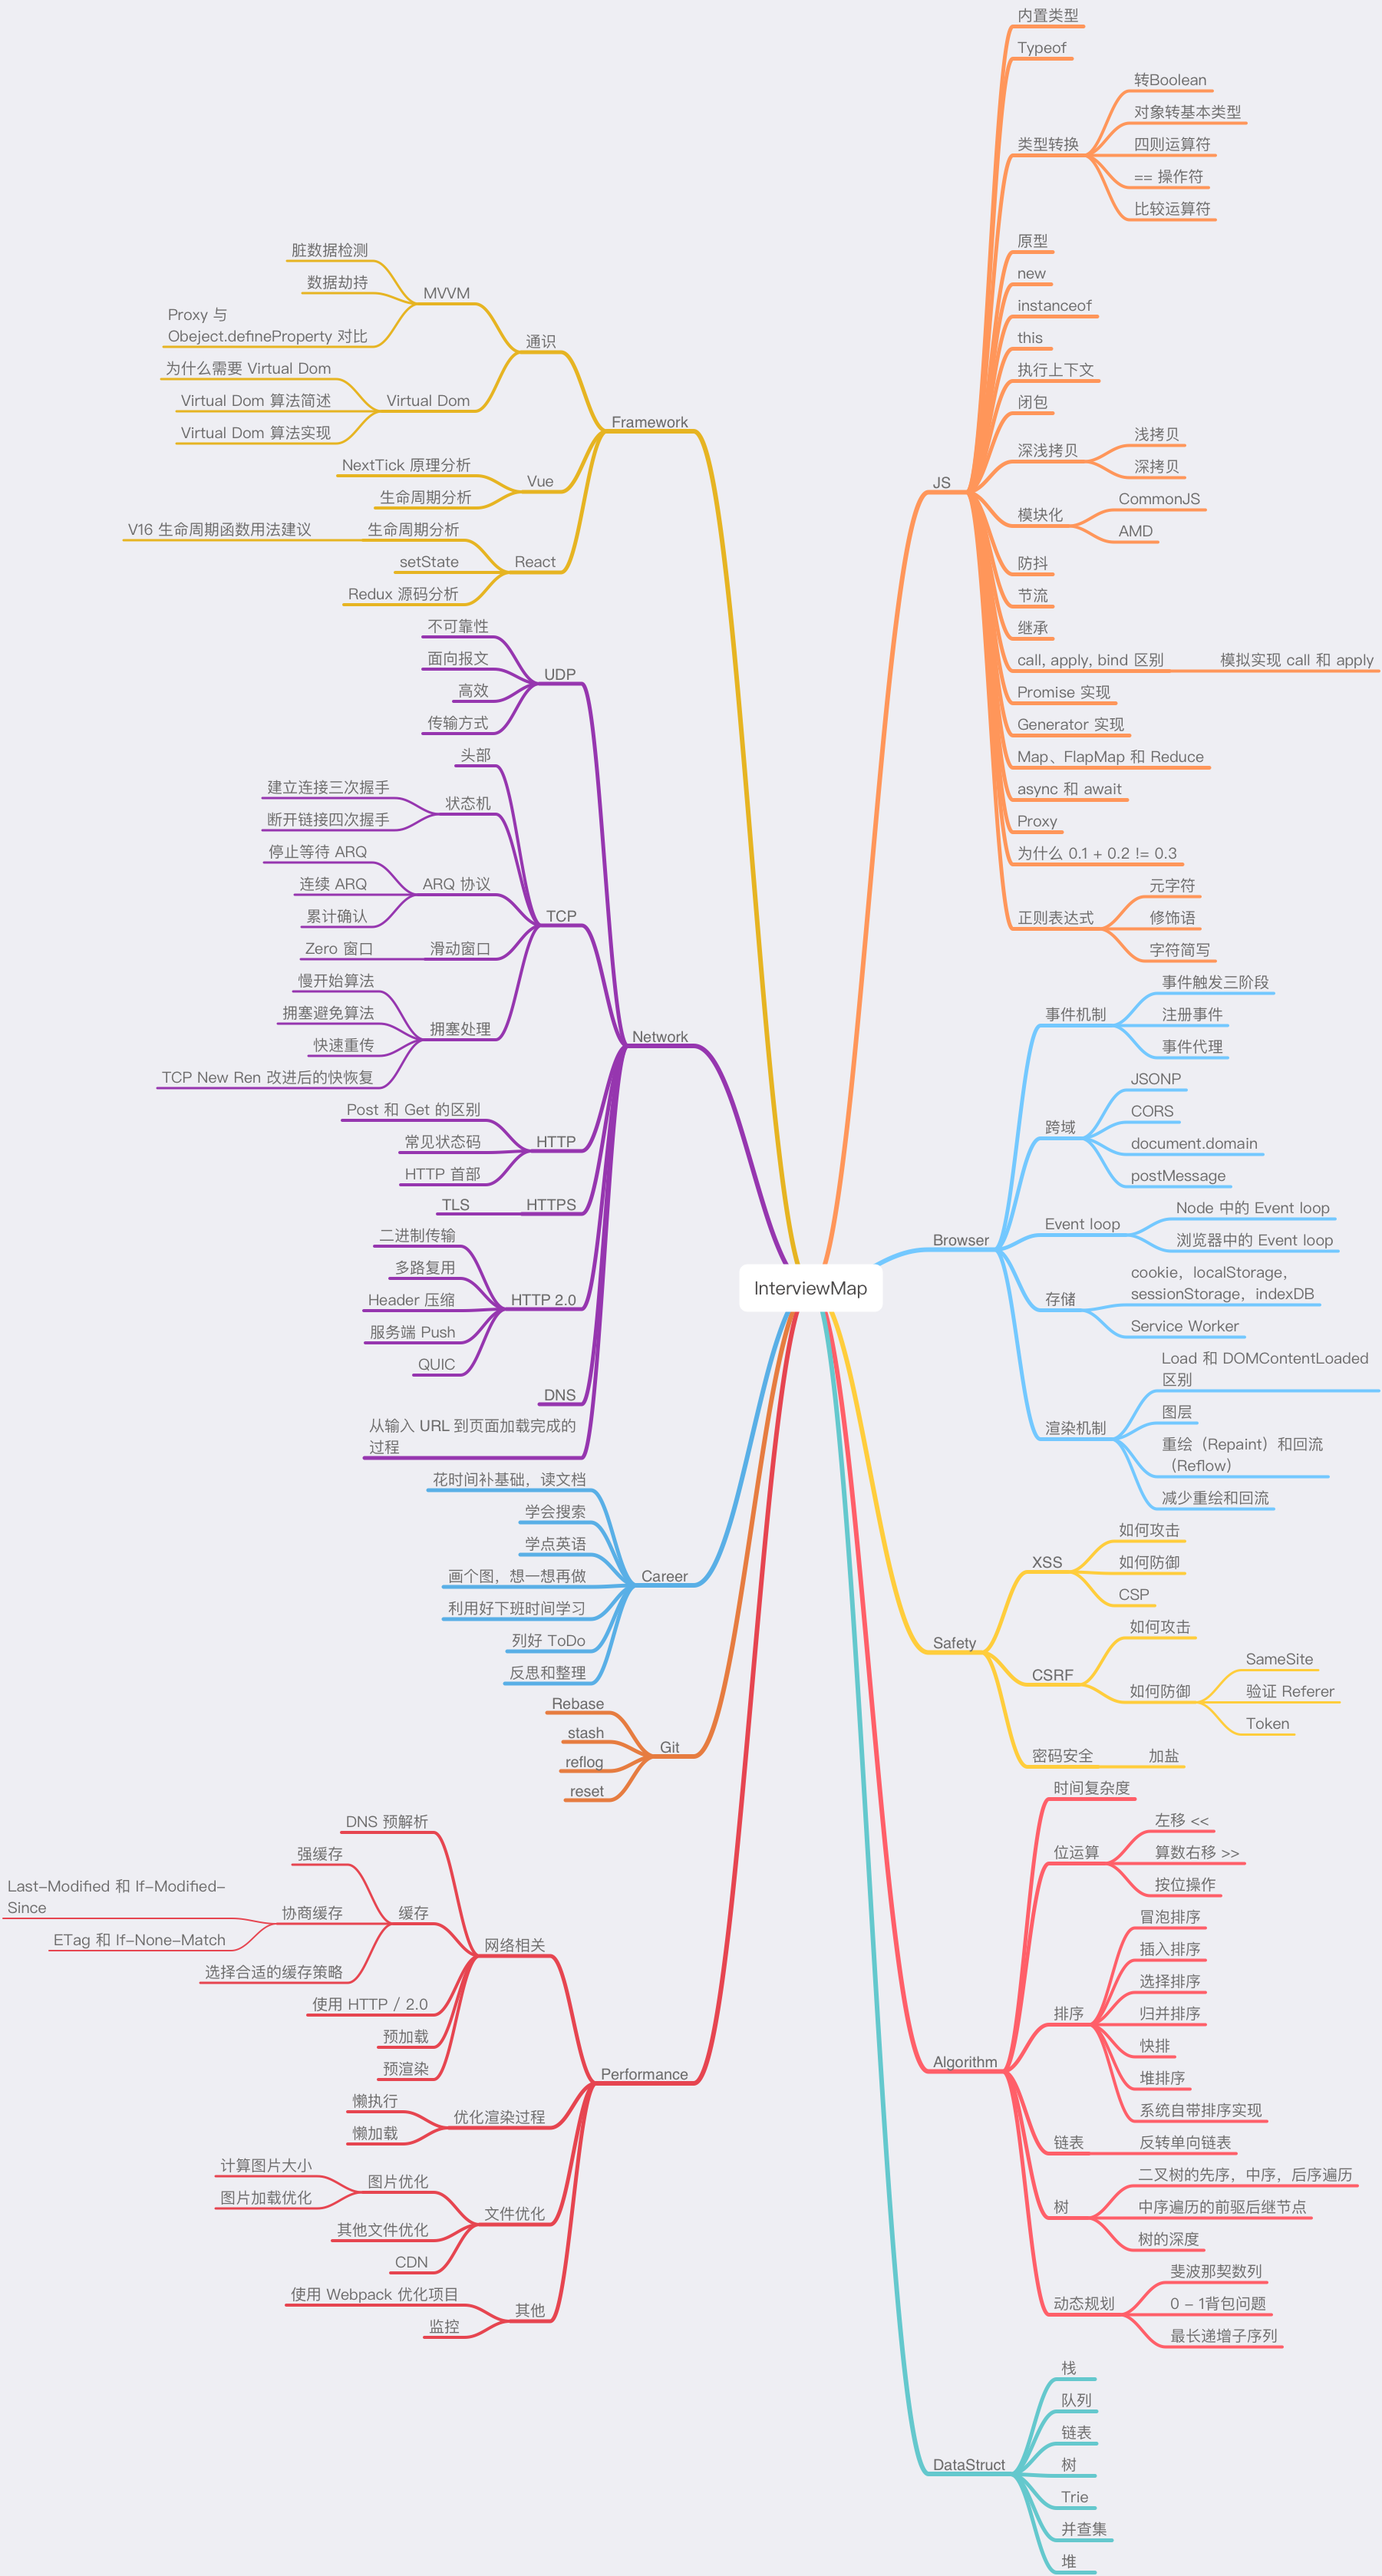 InterviewMap
JS
内置类型
Typeof
类型转换
转Boolean
对象转基本类型
四则运算符
== 操作符
比较运算符
原型
new
instanceof
this
执行上下文
闭包
深浅拷贝
浅拷贝
深拷贝
模块化
CommonJS
AMD
防抖
节流
继承
call, apply, bind 区别
模拟实现 call 和 apply
Promise 实现
Generator 实现
Map、FlapMap 和 Reduce
async 和 await
Proxy
为什么 0.1 + 0.2 != 0.3
正则表达式
元字符
修饰语
字符简写
Browser
事件机制
事件触发三阶段
注册事件
事件代理
跨域
JSONP
CORS
document.domain
postMessage
Event loop
Node 中的 Event loop
浏览器中的 Event loop
存储
cookie，localStorage，
sessionStorage，indexDB
Service Worker
渲染机制
Load 和 DOMContentLoaded
区别
图层
重绘（Repaint）和回流
（Reflow）
减少重绘和回流
Safety
XSS
如何攻击
如何防御
CSP
CSRF
如何攻击
如何防御
SameSite
验证 Referer
Token
密码安全
加盐
Algorithm
时间复杂度
位运算
左移 <<
算数右移 >>
按位操作
排序
冒泡排序
插入排序
选择排序
归并排序
快排
堆排序
系统自带排序实现
链表
反转单向链表
树
二叉树的先序，中序，后序遍历
中序遍历的前驱后继节点
树的深度
动态规划
斐波那契数列
0 - 1背包问题
最长递增子序列
DataStruct
栈
队列
链表
树
Trie
并查集
堆
Framework
通识
MVVM
脏数据检测
数据劫持
Proxy 与
Obeject.defineProperty 对比
Virtual Dom
为什么需要 Virtual Dom
Virtual Dom 算法简述
Virtual Dom 算法实现
Vue
NextTick 原理分析
生命周期分析
React
生命周期分析
V16 生命周期函数用法建议
setState
Redux 源码分析
Network
UDP
不可靠性
面向报文
高效
传输方式
TCP
头部
状态机
建立连接三次握手
断开链接四次握手
ARQ 协议
停止等待 ARQ
连续 ARQ
累计确认
滑动窗口
Zero 窗口
拥塞处理
慢开始算法
拥塞避免算法
快速重传
TCP New Ren 改进后的快恢复
HTTP
Post 和 Get 的区别
常见状态码
HTTP 首部
HTTPS
TLS
HTTP 2.0
二进制传输
多路复用
Header 压缩
服务端 Push
QUIC
DNS
从输入 URL 到页面加载完成的
过程
Career
花时间补基础，读文档
学会搜索
学点英语
画个图，想一想再做
利用好下班时间学习
列好 ToDo
反思和整理
Git
Rebase
stash
reflog
reset
Performance
网络相关
DNS 预解析
缓存
强缓存
协商缓存
Last-Modified 和 If-Modified-
Since
ETag 和 If-None-Match
选择合适的缓存策略
使用 HTTP / 2.0
预加载
预渲染
优化渲染过程
懒执行
懒加载
文件优化
图片优化
计算图片大小
图片加载优化
其他文件优化
CDN
其他
使用 Webpack 优化项目
监控